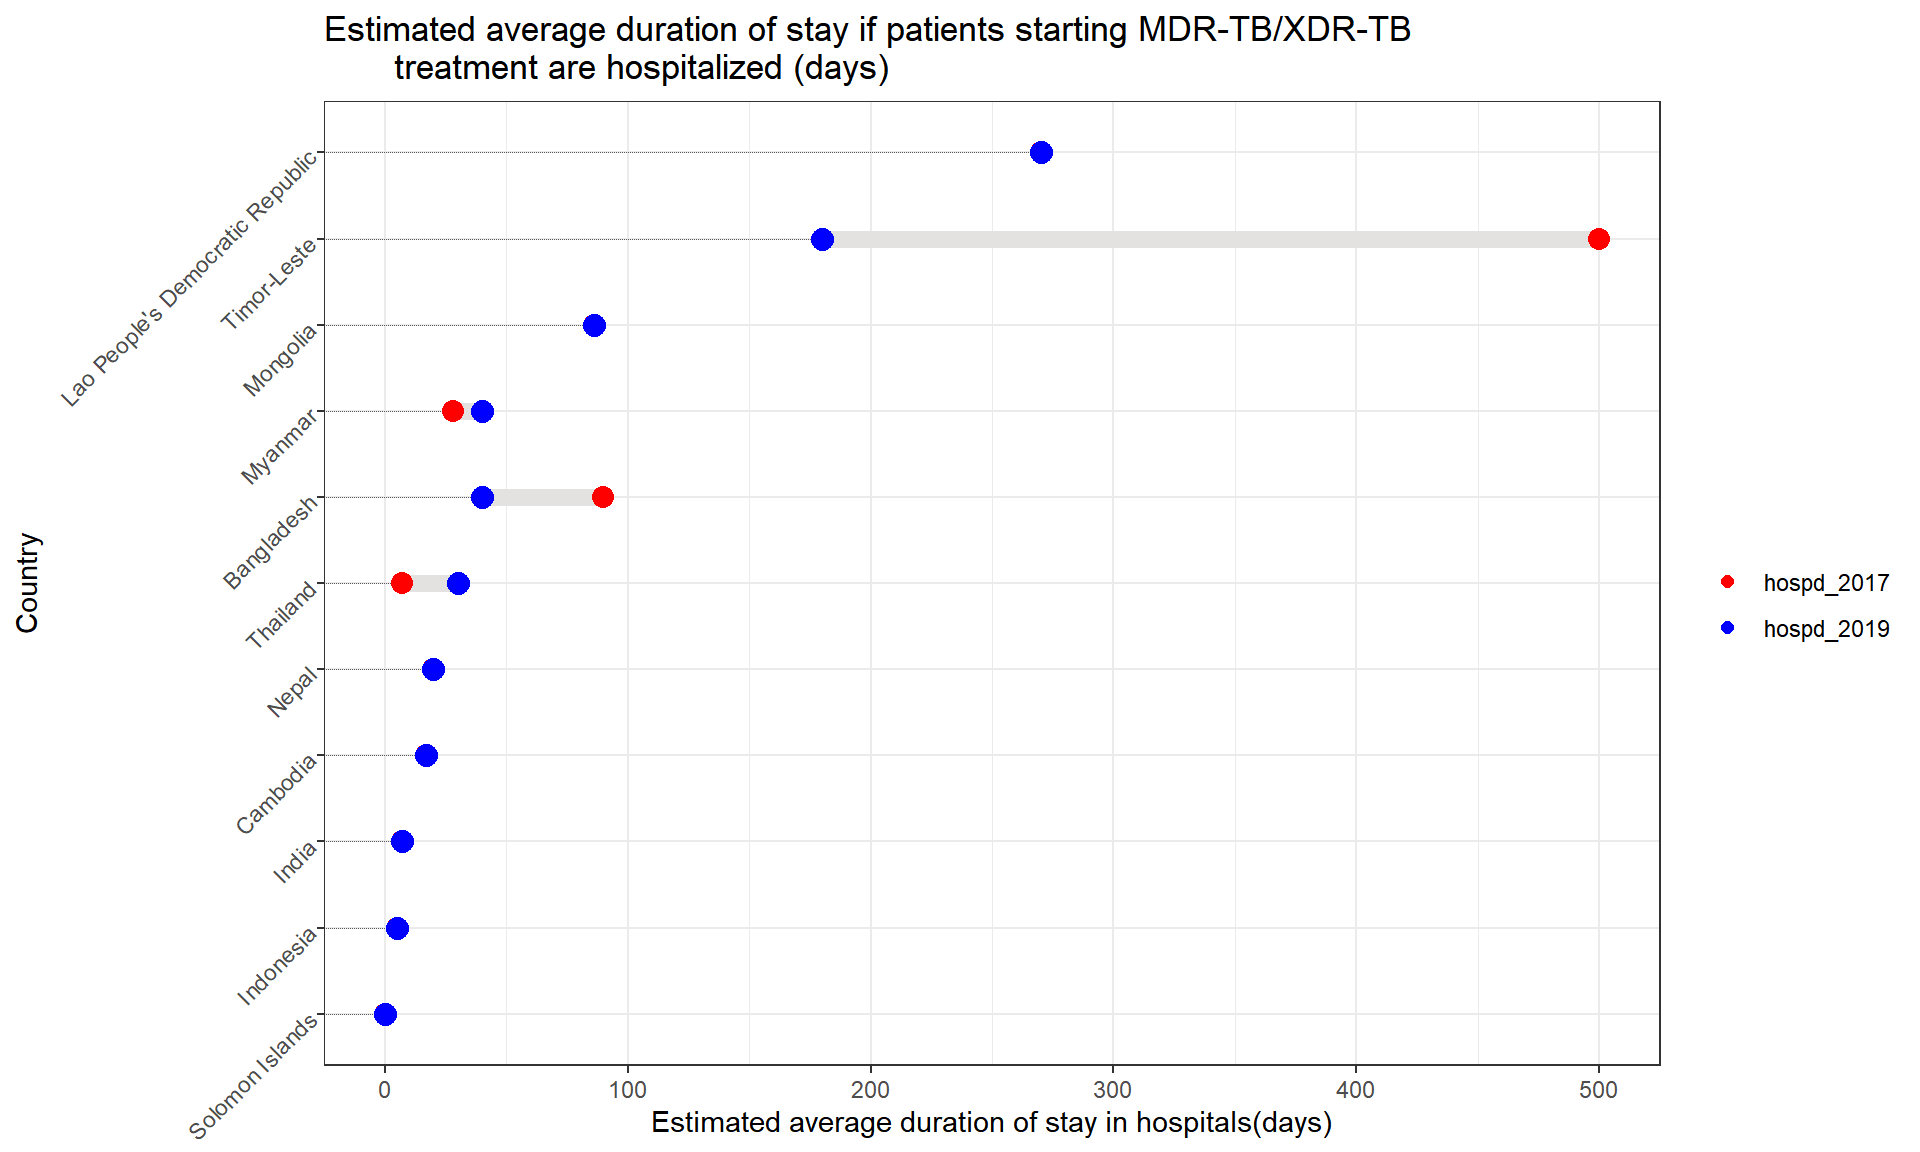 Estimated average duration of stay if patients starting MDR-TB/XDR-TB
treatment are hospitalized (days)
Country
Lao People's Democratic Republic
Timor-Leste
Mongolia
Myanmar
Bangladesh
Thailand
Nepal
Cambodia
India
Indonesia
Solomon Islands
0 100 200 300 400 500
Estimated average duration of stay in hospitals(days)
hospd_2017
hospd_2019